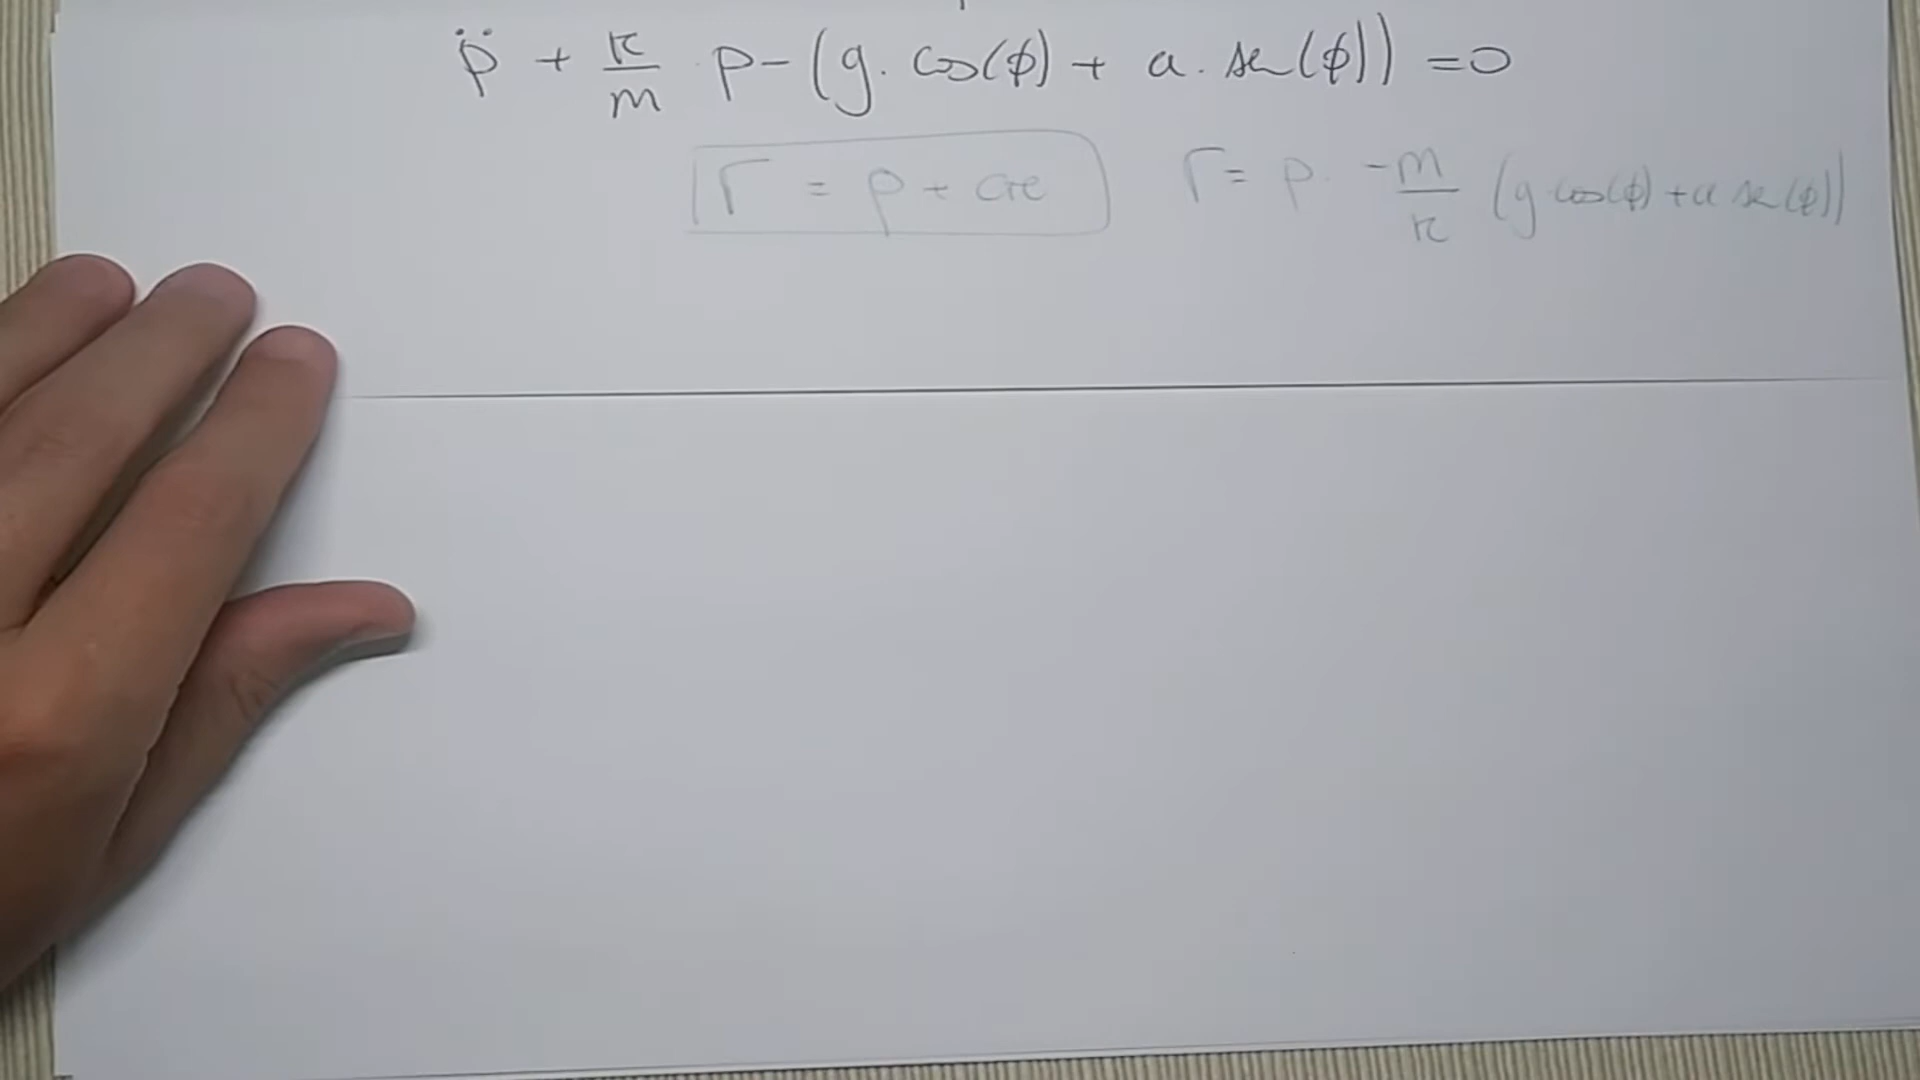 p̈ + k/m · p - (g. cos(ϕ) + a. sen(ϕ)) = 0
Γ = p + cte Γ = p. - m/k (g cos(ϕ) + a sen(ϕ))